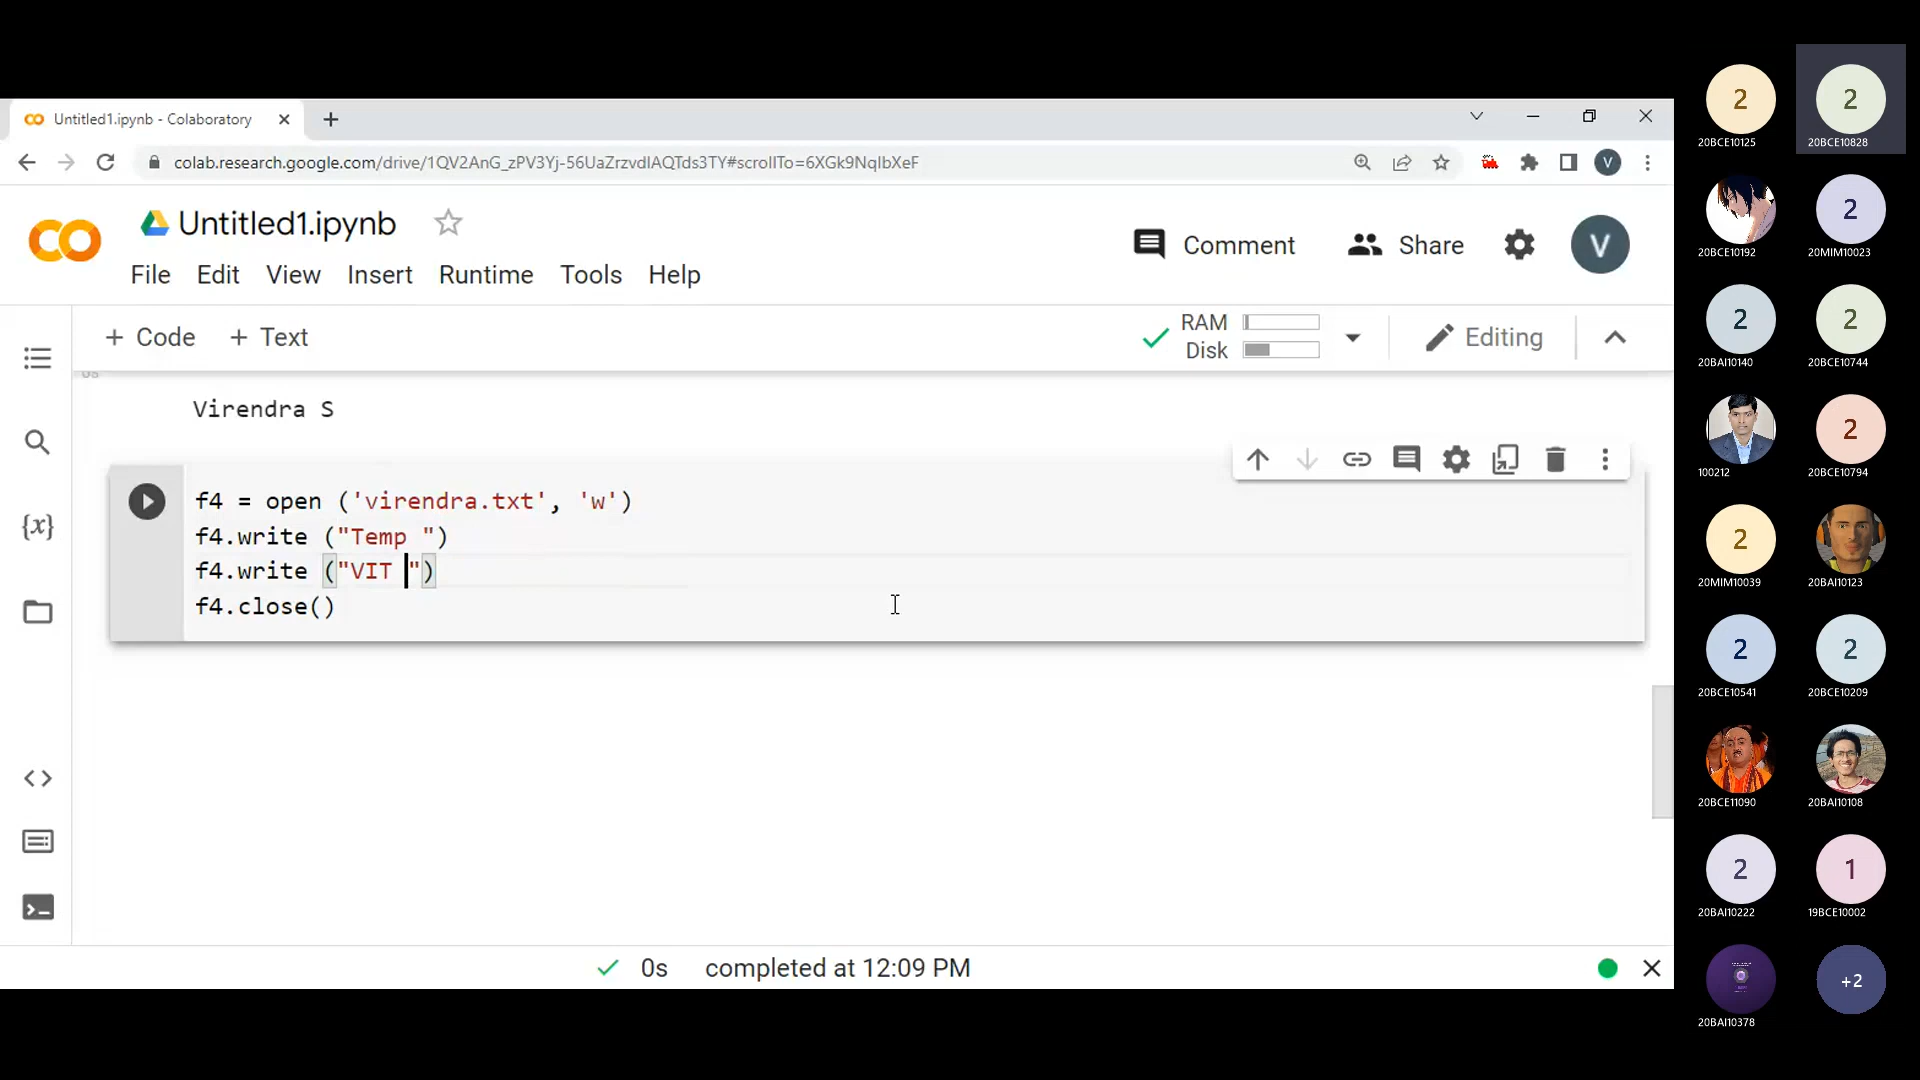 Untitled1.ipynb - Colaboratory
colab.research.google.com/drive/1QV2AnG_zPV3Yj-56UaZrzvdlAQTds3TY#scrollTo=6XGk9NqlbXeF
V
Untitled1.ipynb
Comment
Share
V
File Edit View Insert Runtime Tools Help
+ Code + Text
RAM
Disk
Editing
0s
Virendra S
f4 = open ('virendra.txt', 'w')
f4.write ("Temp ")
f4.write ("VIT ")
f4.close()
{x}
0s completed at 12:09 PM
2 2
20BCE10125 20BCE10828
2
20BCE10192 20MIM10023
2 2
20BAI10140 20BCE10744
2
100212 20BCE10794
2
20MIM10039 20BAI10123
2 2
20BCE10541 20BCE10209
20BCE11090 20BAI10108
2 1
20BAI10222 19BCE10002
+2
20BAI10378